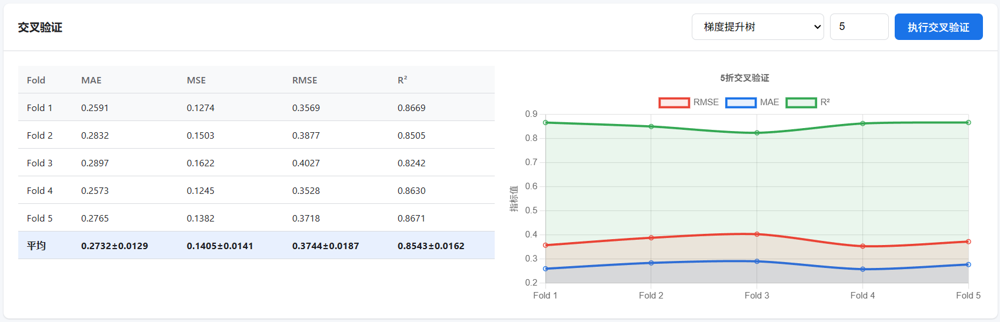 交叉验证
梯度提升树
5
执行交叉验证
Fold MAE MSE RMSE R²
Fold 1 0.2591 0.1274 0.3569 0.8669
Fold 2 0.2832 0.1503 0.3877 0.8505
Fold 3 0.2897 0.1622 0.4027 0.8242
Fold 4 0.2573 0.1245 0.3528 0.8630
Fold 5 0.2765 0.1382 0.3718 0.8671
平均 0.2732±0.0129 0.1405±0.0141 0.3744±0.0187 0.8543±0.0162
5折交叉验证
RMSE MAE R²
指标值
0.9
0.8
0.7
0.6
0.5
0.4
0.3
0.2
Fold 1 Fold 2 Fold 3 Fold 4 Fold 5